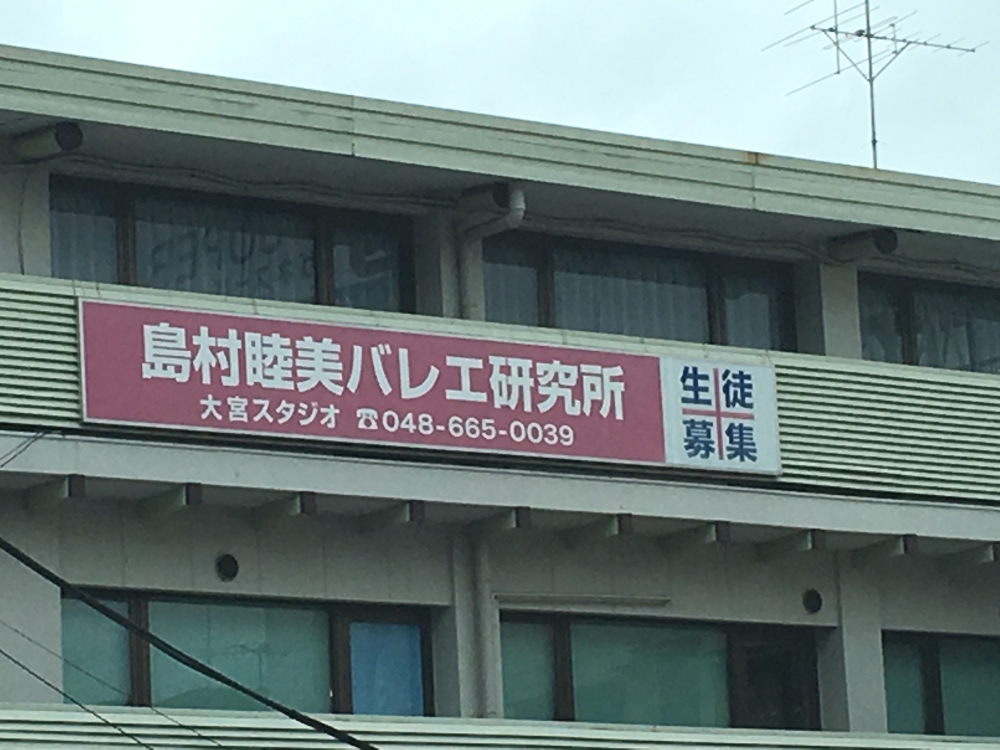 島村睦美バレエ研究所
大宮スタジオ ☎048-665-0039
生徒
募集